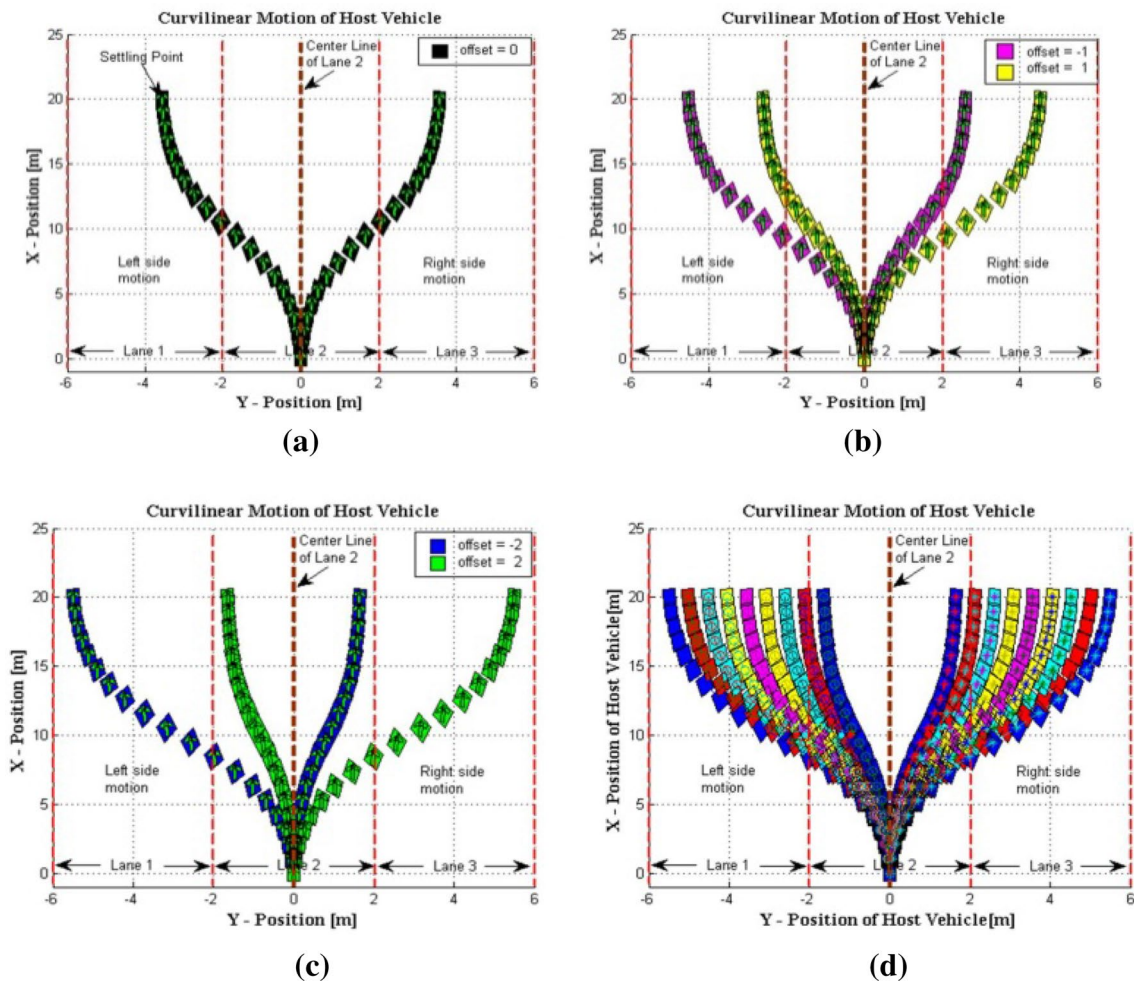 Curvilinear Motion of Host Vehicle
25
20
15
10
5
0
X - Position [m]
Settling Point
Center Line
of Lane 2
offset = 0
Left side
motion
Right side
motion
Lane 1
Lane 2
Lane 3
-6 -4 -2 0 2 4 6
Y - Position [m]
(a)
Curvilinear Motion of Host Vehicle
25
20
15
10
5
0
X - Position [m]
Center Line
of Lane 2
offset = -1
offset = 1
Left side
motion
Right side
motion
Lane 1
Lane 2
Lane 3
-6 -4 -2 0 2 4 6
Y - Position [m]
(b)
Curvilinear Motion of Host Vehicle
25
20
15
10
5
0
X - Position [m]
Center Line
of Lane 2
offset = -2
offset = 2
Left side
motion
Right side
motion
Lane 1
Lane 2
Lane 3
-6 -4 -2 0 2 4 6
Y - Position [m]
(c)
Curvilinear Motion of Host Vehicle
25
20
15
10
5
0
X - Position of Host Vehicle[m]
Center Line
of Lane 2
Left side
motion
Right side
motion
Lane 1
Lane 2
Lane 3
-6 -4 -2 0 2 4 6
Y - Position of Host Vehicle[m]
(d)